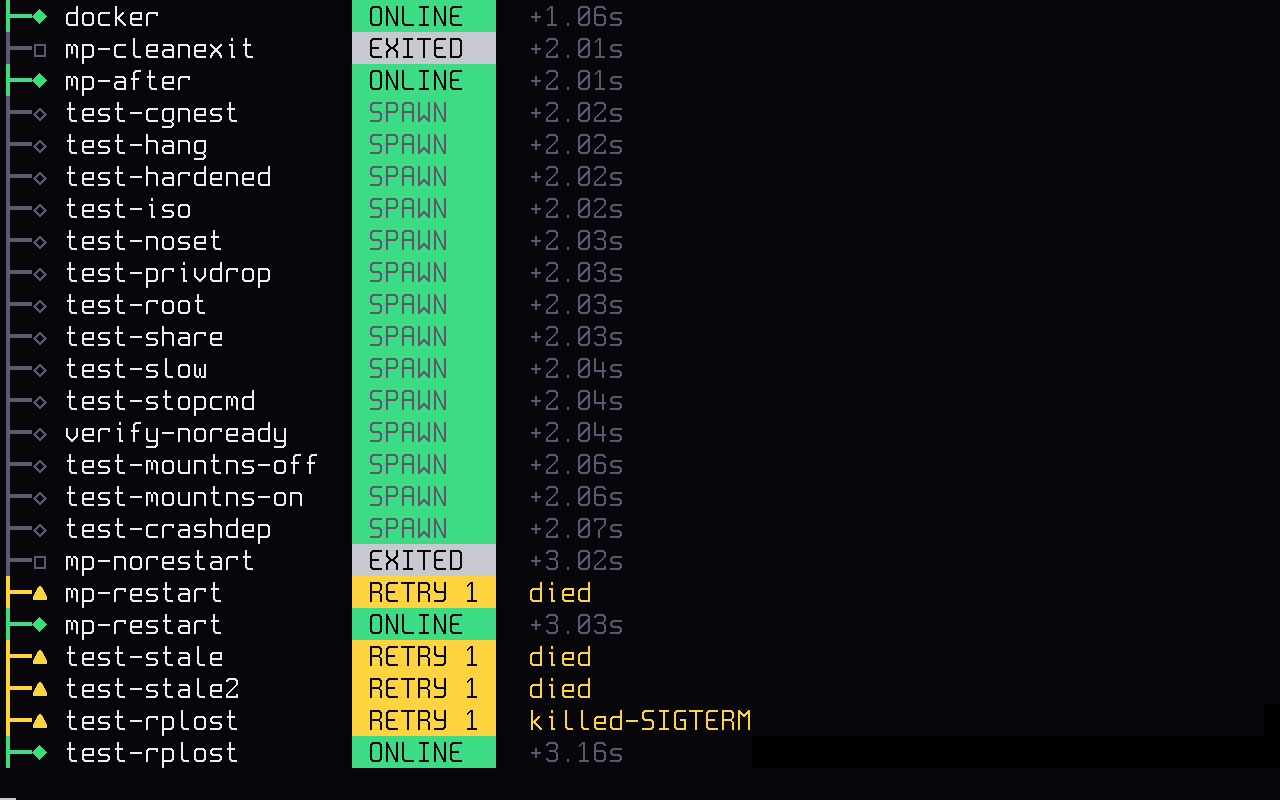 docker ONLINE +1.06s
mp-cleanexit EXITED +2.01s
mp-after ONLINE +2.01s
test-cgnest SPAWN +2.02s
test-hang SPAWN +2.02s
test-hardened SPAWN +2.02s
test-iso SPAWN +2.02s
test-noset SPAWN +2.03s
test-privdrop SPAWN +2.03s
test-root SPAWN +2.03s
test-share SPAWN +2.03s
test-slow SPAWN +2.04s
test-stopcmd SPAWN +2.04s
verify-noready SPAWN +2.04s
test-mountns-off SPAWN +2.06s
test-mountns-on SPAWN +2.06s
test-crashdep SPAWN +2.07s
mp-norestart EXITED +3.02s
mp-restart RETRY 1 died
mp-restart ONLINE +3.03s
test-stale RETRY 1 died
test-stale2 RETRY 1 died
test-rplost RETRY 1 killed-SIGTERM
test-rplost ONLINE +3.16s